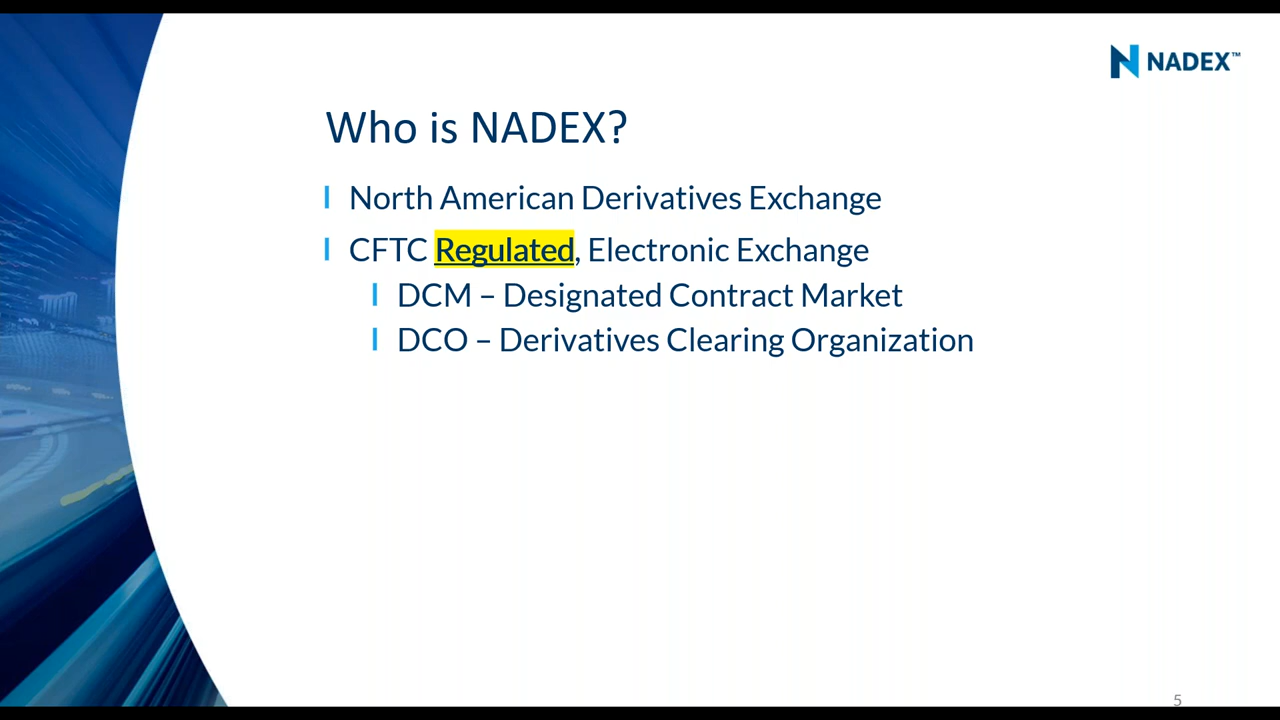 NADEX™
Who is NADEX?
North American Derivatives Exchange
CFTC Regulated, Electronic Exchange
DCM – Designated Contract Market
DCO – Derivatives Clearing Organization
5